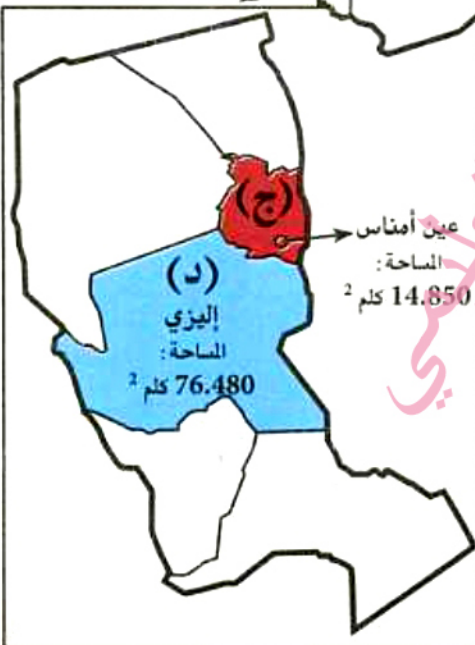 (ج)
عين أمناس
المساحة :
14.850 كلم 2
(د)
إليزي
المساحة :
76.480 كلم 2